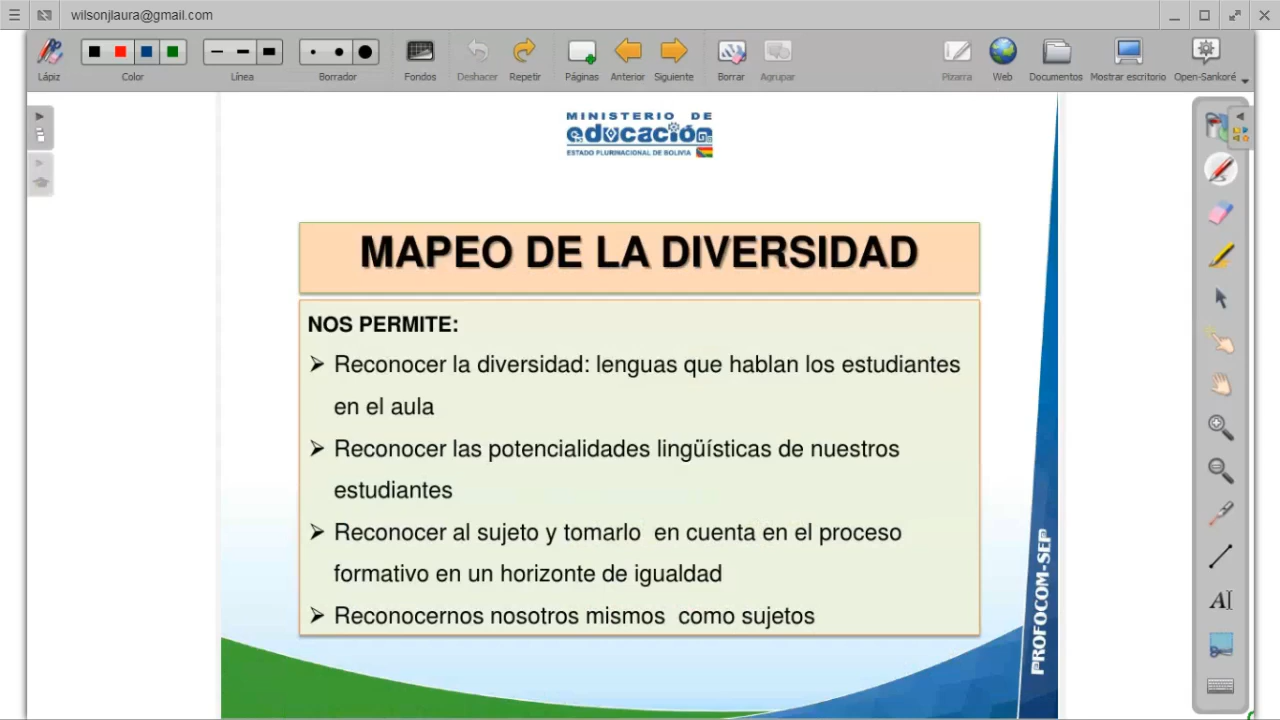 wilsonjlaura@gmail.com
Lápiz
Color
Línea
Borrador
Fondos
Deshacer
Repetir
Páginas
Anterior
Siguiente
Borrar
Agrupar
Pizarra
Web
Documentos
Mostrar escritorio
Open-Sankoré
MINISTERIO DE
educación
ESTADO PLURINACIONAL DE BOLIVIA
MAPEO DE LA DIVERSIDAD
NOS PERMITE:
➢ Reconocer la diversidad: lenguas que hablan los estudiantes
en el aula
➢ Reconocer las potencialidades lingüísticas de nuestros
estudiantes
➢ Reconocer al sujeto y tomarlo en cuenta en el proceso
formativo en un horizonte de igualdad
➢ Reconocernos nosotros mismos como sujetos
PROFOCOM-SEP
AI